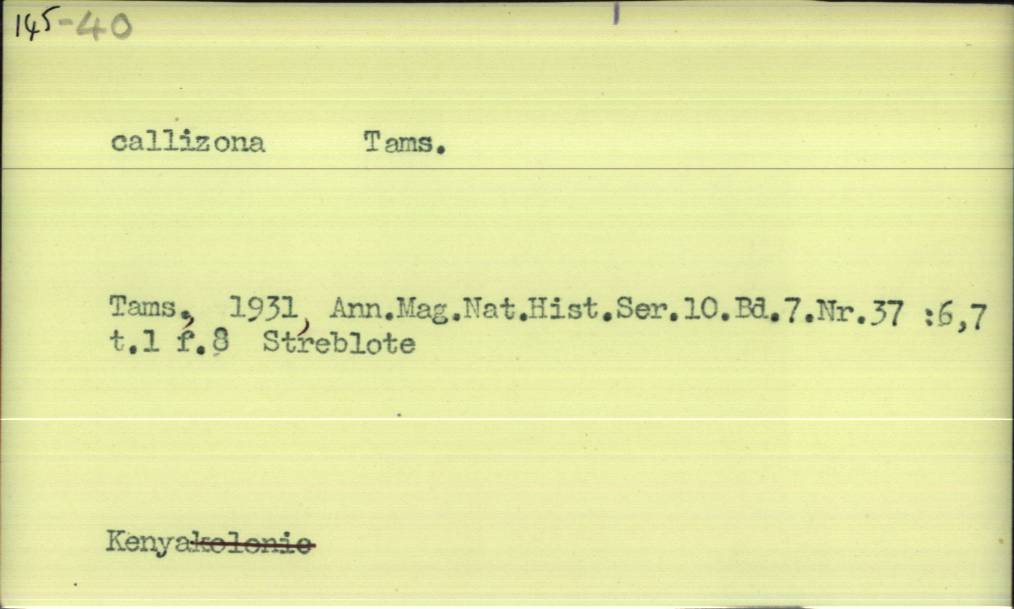 145-40
callizona Tams.
Tams., 1931, Ann.Mag.Nat.Hist.Ser.10.Bd.7.Nr.37 :6,7
t.1 f.8 Streblote
Kenyakolonie